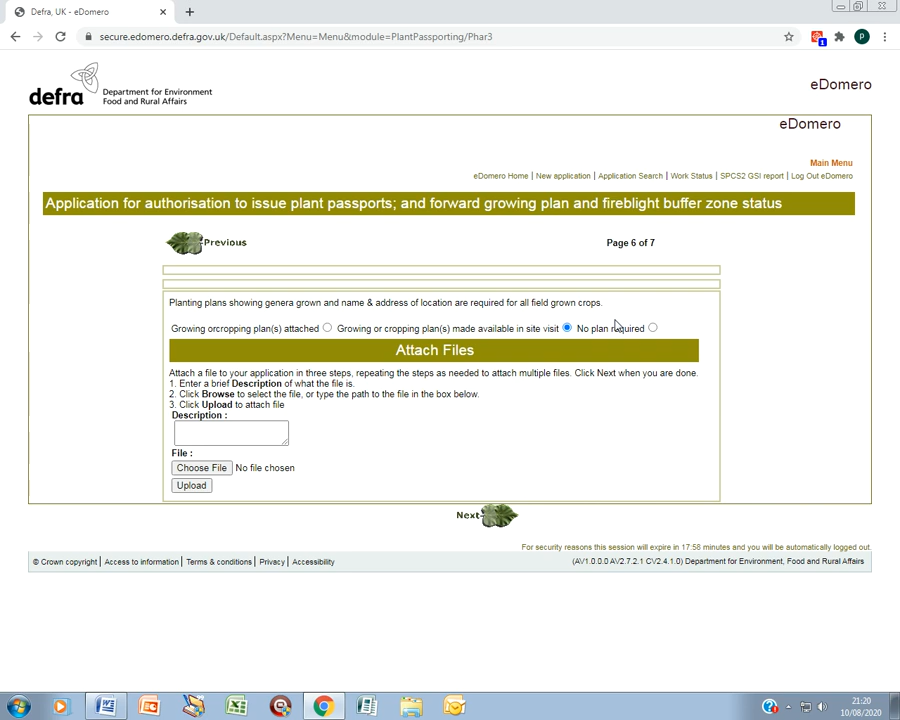 Defra, UK - eDomero
secure.edomero.defra.gov.uk/Default.aspx?Menu=Menu&module=PlantPassporting/Phar3
1
P
defra
Department for Environment
Food and Rural Affairs
eDomero
eDomero
Main Menu
eDomero Home | New application | Application Search | Work Status | SPCS2 GSI report | Log Out eDomero
Application for authorisation to issue plant passports; and forward growing plan and fireblight buffer zone status
Previous
Page 6 of 7
Planting plans showing genera grown and name & address of location are required for all field grown crops.
Growing orcropping plan(s) attached Growing or cropping plan(s) made available in site visit No plan required
Attach Files
Attach a file to your application in three steps, repeating the steps as needed to attach multiple files. Click Next when you are done.
1. Enter a brief Description of what the file is.
2. Click Browse to select the file, or type the path to the file in the box below.
3. Click Upload to attach file
Description :
File :
Choose File No file chosen
Upload
Next
For security reasons this session will expire in 17:58 minutes and you will be automatically logged out.
© Crown copyright | Access to information | Terms & conditions | Privacy | Accessibility
(AV1.0.0.0 AV2.7.2.1 CV2.4.1.0) Department for Environment, Food and Rural Affairs
21:20
10/08/2020